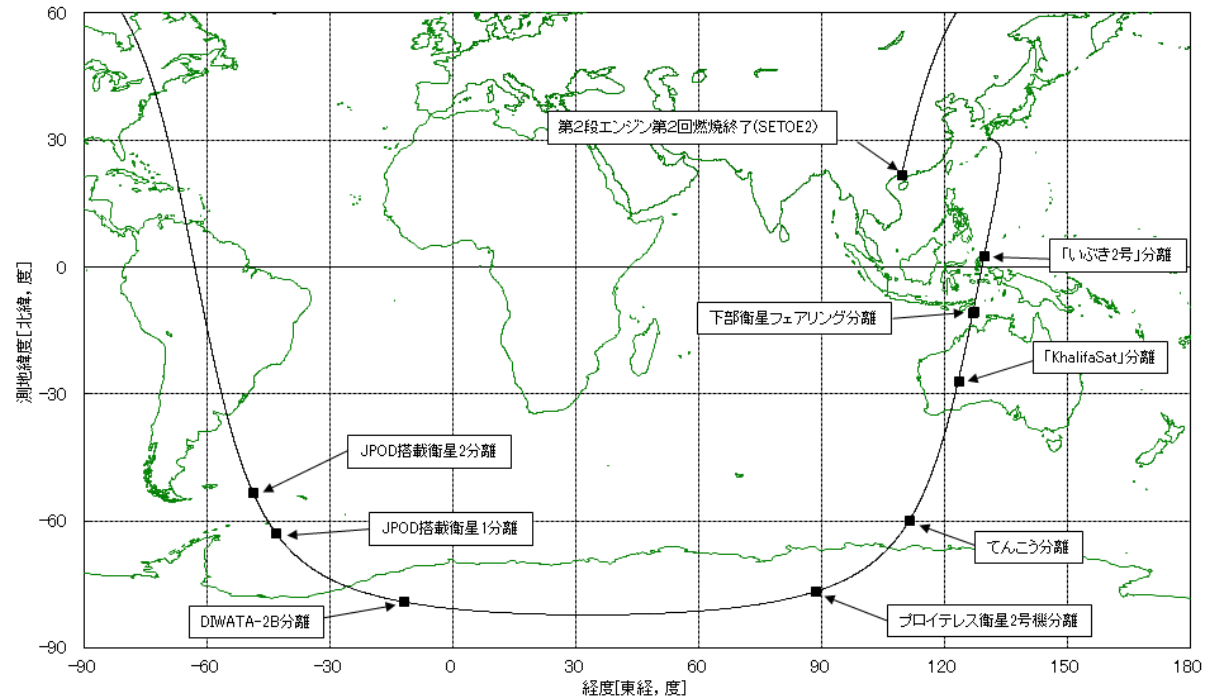 60
30
0
-30
-60
-90
測地緯度[北緯, 度]
第2段エンジン第2回燃焼終了(SETOE2)
「いぶき2号」分離
下部衛星フェアリング分離
「KhalifaSat」分離
JPOD搭載衛星2分離
JPOD搭載衛星1分離
てんこう分離
DIWATA-2B分離
プロイテレス衛星2号機分離
-90 -60 -30 0 30 60 90 120 150 180
経度[東経, 度]